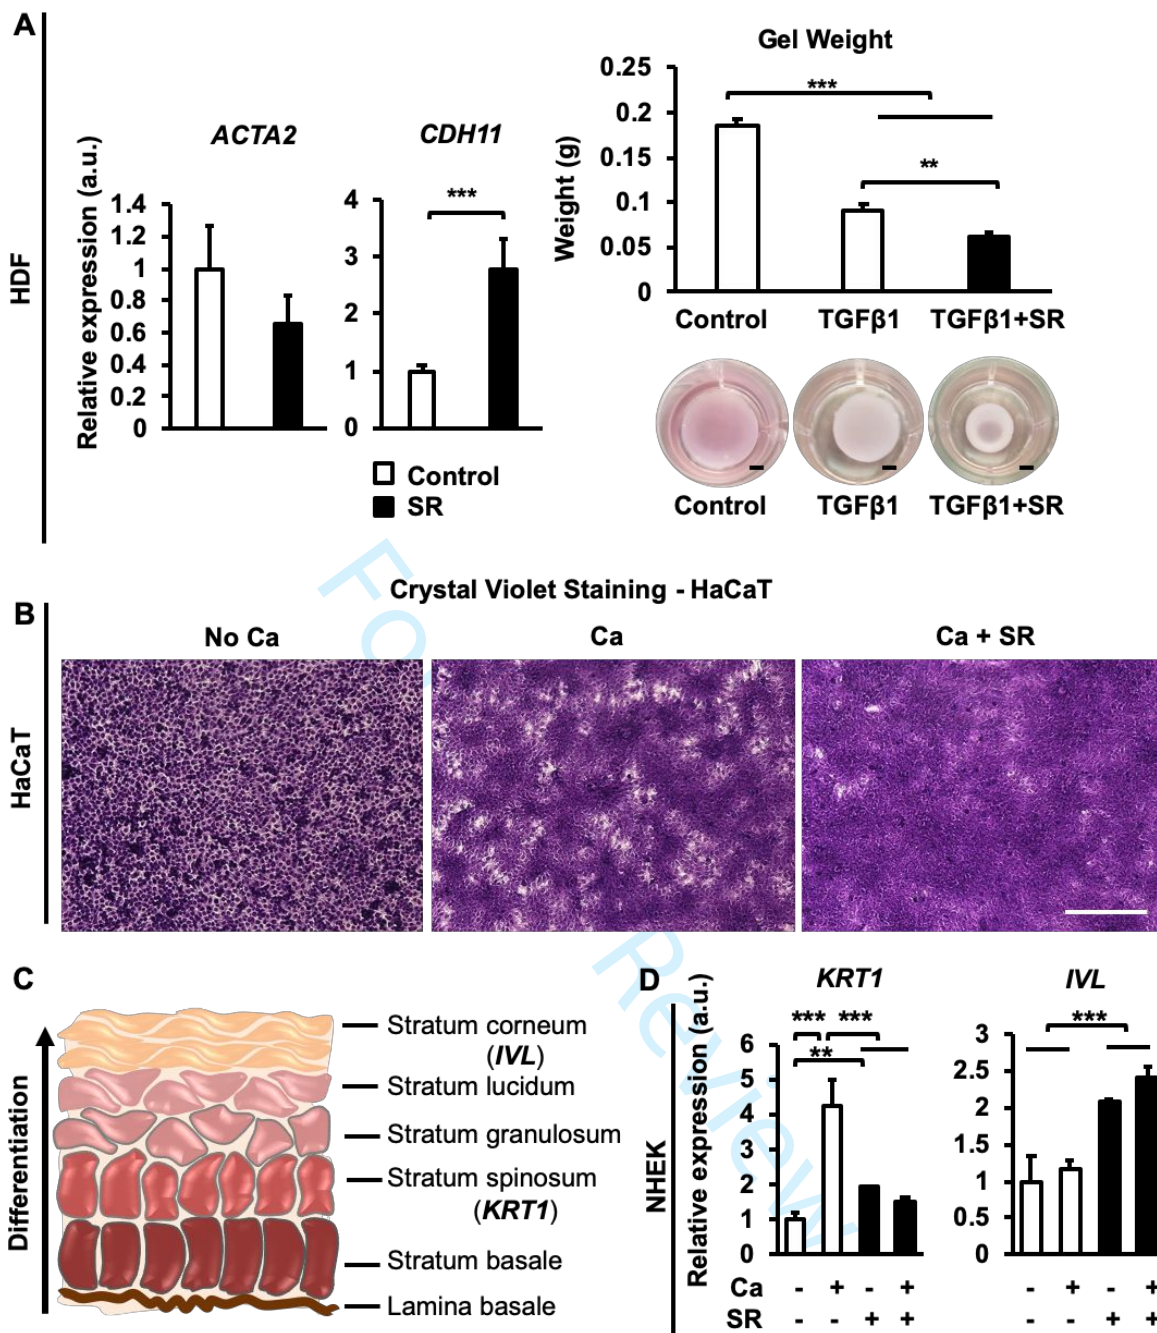 A
HDF
ACTA2
Relative expression (a.u.)
1.4
1.2
1
0.8
0.6
0.4
0.2
0
CDH11
***
4
3
2
1
0
Control
SR
Gel Weight
Weight (g)
0.25
0.2
0.15
0.1
0.05
0
***
**
Control TGFβ1 TGFβ1+SR
Control TGFβ1 TGFβ1+SR
B
Crystal Violet Staining - HaCaT
No Ca Ca Ca + SR
HaCaT
C
Differentiation
Stratum corneum
(IVL)
Stratum lucidum
Stratum granulosum
Stratum spinosum
(KRT1)
Stratum basale
Lamina basale
D
NHEK
KRT1
Relative expression (a.u.)
*** ***
**
6
5
4
3
2
1
0
IVL
***
3
2.5
2
1.5
1
0.5
0
Ca - + - + - + - +
SR - - + + - - + +
Fo
Review